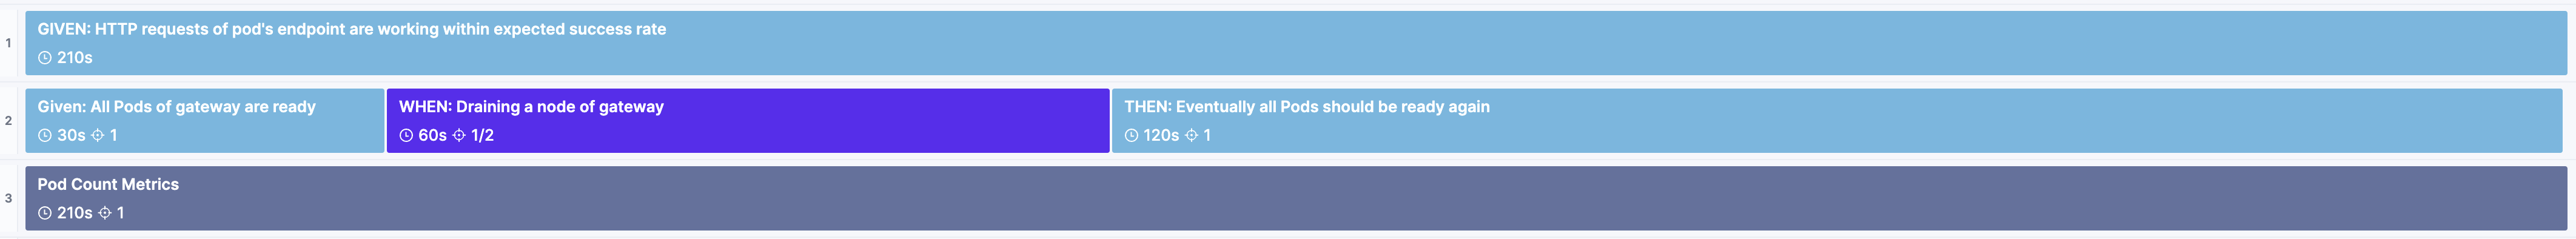 1
GIVEN: HTTP requests of pod's endpoint are working within expected success rate
210s
2
Given: All Pods of gateway are ready
30s 1
WHEN: Draining a node of gateway
60s 1/2
THEN: Eventually all Pods should be ready again
120s 1
3
Pod Count Metrics
210s 1